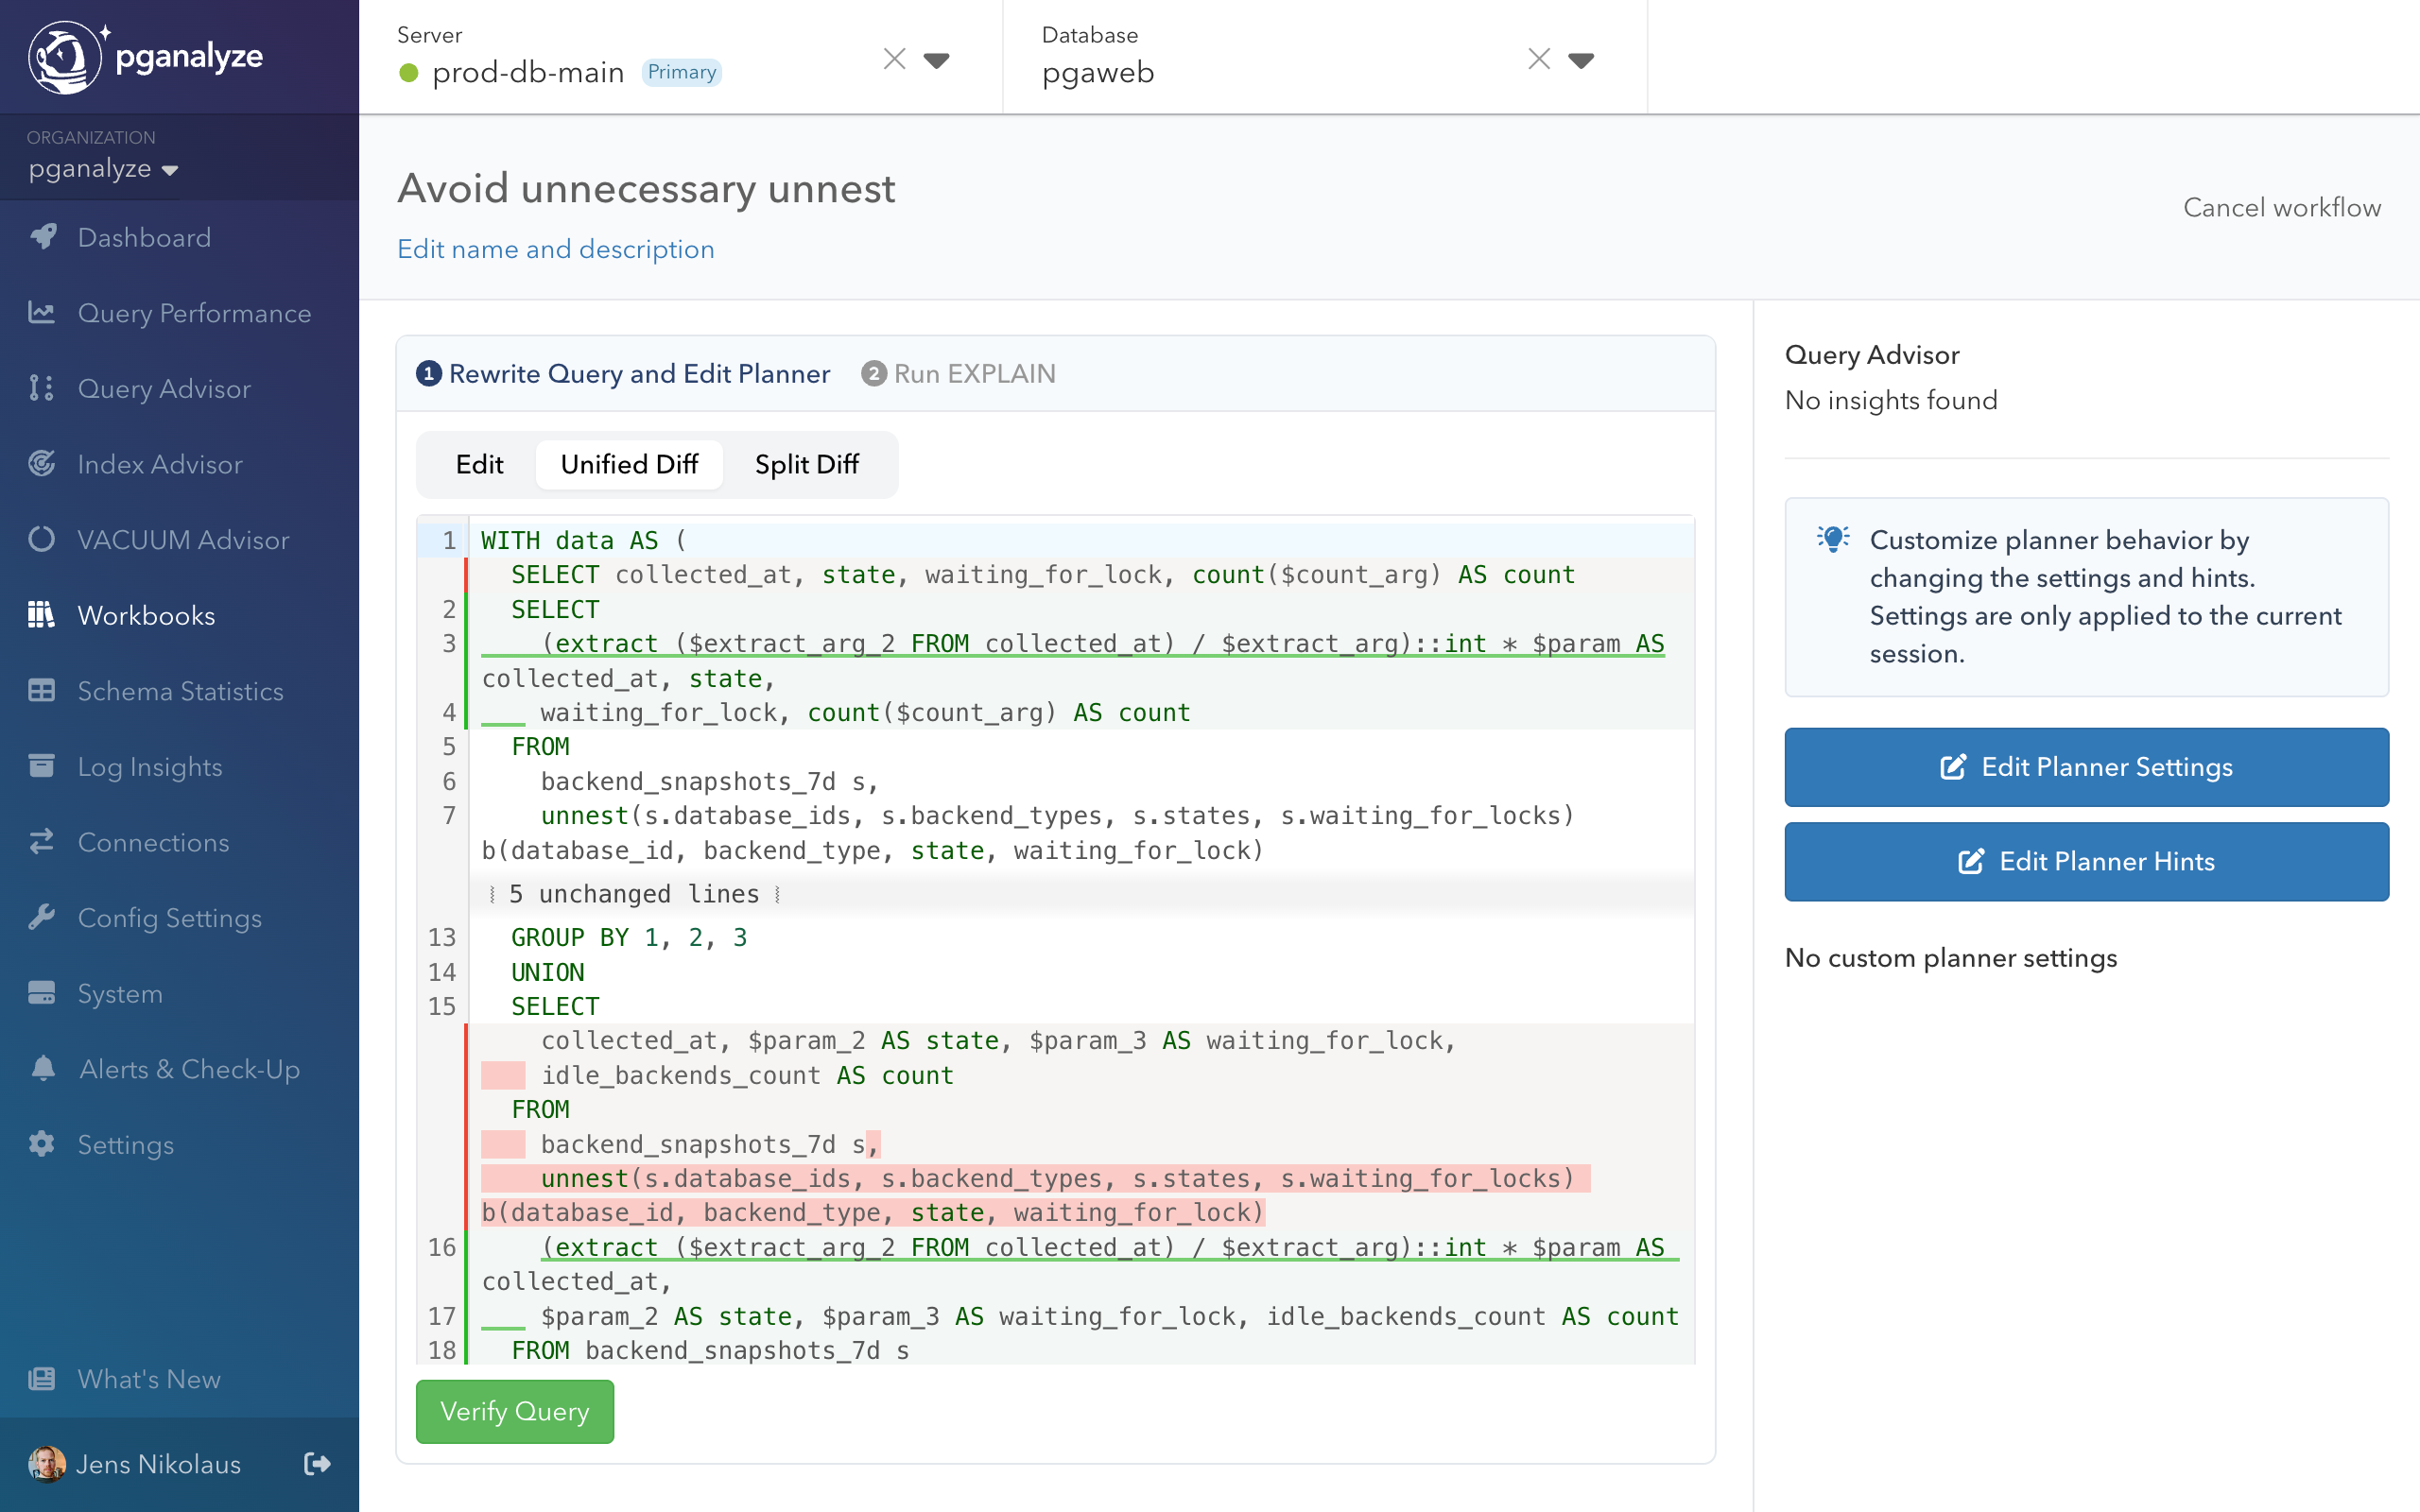 pganalyze
ORGANIZATION
pganalyze
Dashboard
Query Performance
Query Advisor
Index Advisor
VACUUM Advisor
Workbooks
Schema Statistics
Log Insights
Connections
Config Settings
System
Alerts & Check-Up
Settings
What's New
Jens Nikolaus
Server
prod-db-main Primary
Database
pgaweb
Avoid unnecessary unnest
Edit name and description
Cancel workflow
1 Rewrite Query and Edit Planner 2 Run EXPLAIN
Edit Unified Diff Split Diff
1 WITH data AS (
SELECT collected_at, state, waiting_for_lock, count($count_arg) AS count
2 SELECT
3 (extract ($extract_arg_2 FROM collected_at) / $extract_arg)::int * $param AS
collected_at, state,
4 waiting_for_lock, count($count_arg) AS count
5 FROM
6 backend_snapshots_7d s,
7 unnest(s.database_ids, s.backend_types, s.states, s.waiting_for_locks)
b(database_id, backend_type, state, waiting_for_lock)
5 unchanged lines
13 GROUP BY 1, 2, 3
14 UNION
15 SELECT
collected_at, $param_2 AS state, $param_3 AS waiting_for_lock,
idle_backends_count AS count
FROM
backend_snapshots_7d s,
unnest(s.database_ids, s.backend_types, s.states, s.waiting_for_locks)
b(database_id, backend_type, state, waiting_for_lock)
16 (extract ($extract_arg_2 FROM collected_at) / $extract_arg)::int * $param AS
collected_at,
17 $param_2 AS state, $param_3 AS waiting_for_lock, idle_backends_count AS count
18 FROM backend_snapshots_7d s
Verify Query
Query Advisor
No insights found
Customize planner behavior by
changing the settings and hints.
Settings are only applied to the current
session.
Edit Planner Settings
Edit Planner Hints
No custom planner settings